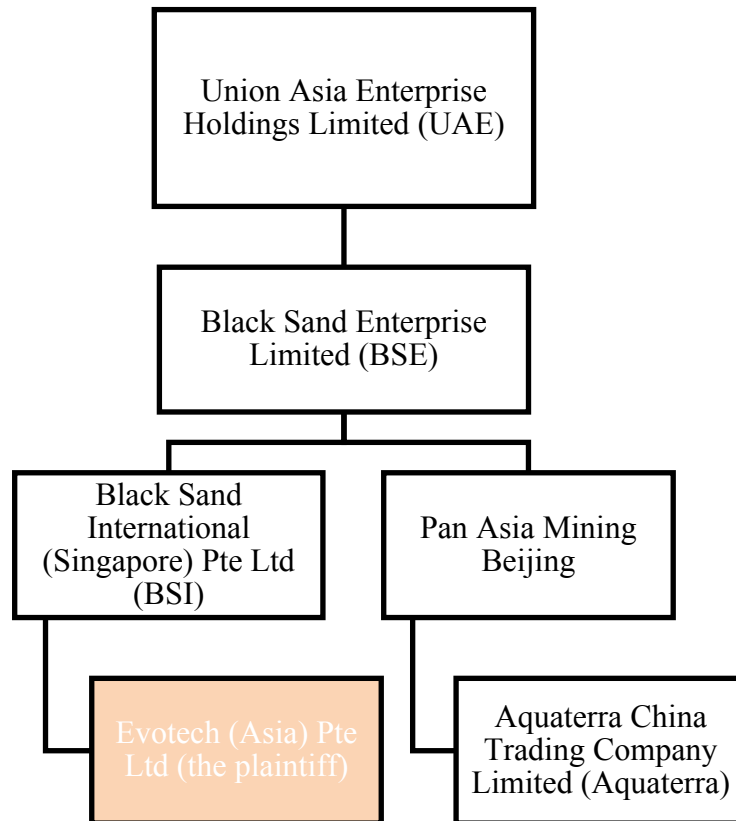 Union Asia Enterprise
Holdings Limited (UAE)
Black Sand Enterprise
Limited (BSE)
Black Sand
International
(Singapore) Pte Ltd
(BSI)
Pan Asia Mining
Beijing
Evotech (Asia) Pte
Ltd (the plaintiff)
Aquaterra China
Trading Company
Limited (Aquaterra)